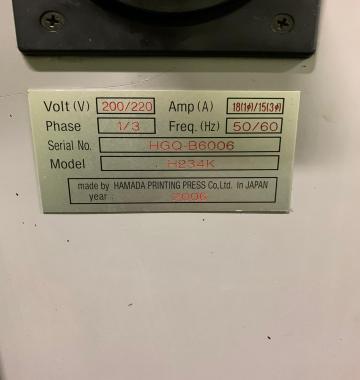 Volt (V) 200/220 Amp (A) 18(1φ)/15(3φ)
Phase 1/3 Freq. (Hz) 50/60
Serial No. HGQ-B6006
Model H234K
made by HAMADA PRINTING PRESS Co,Ltd. in JAPAN
year 2006